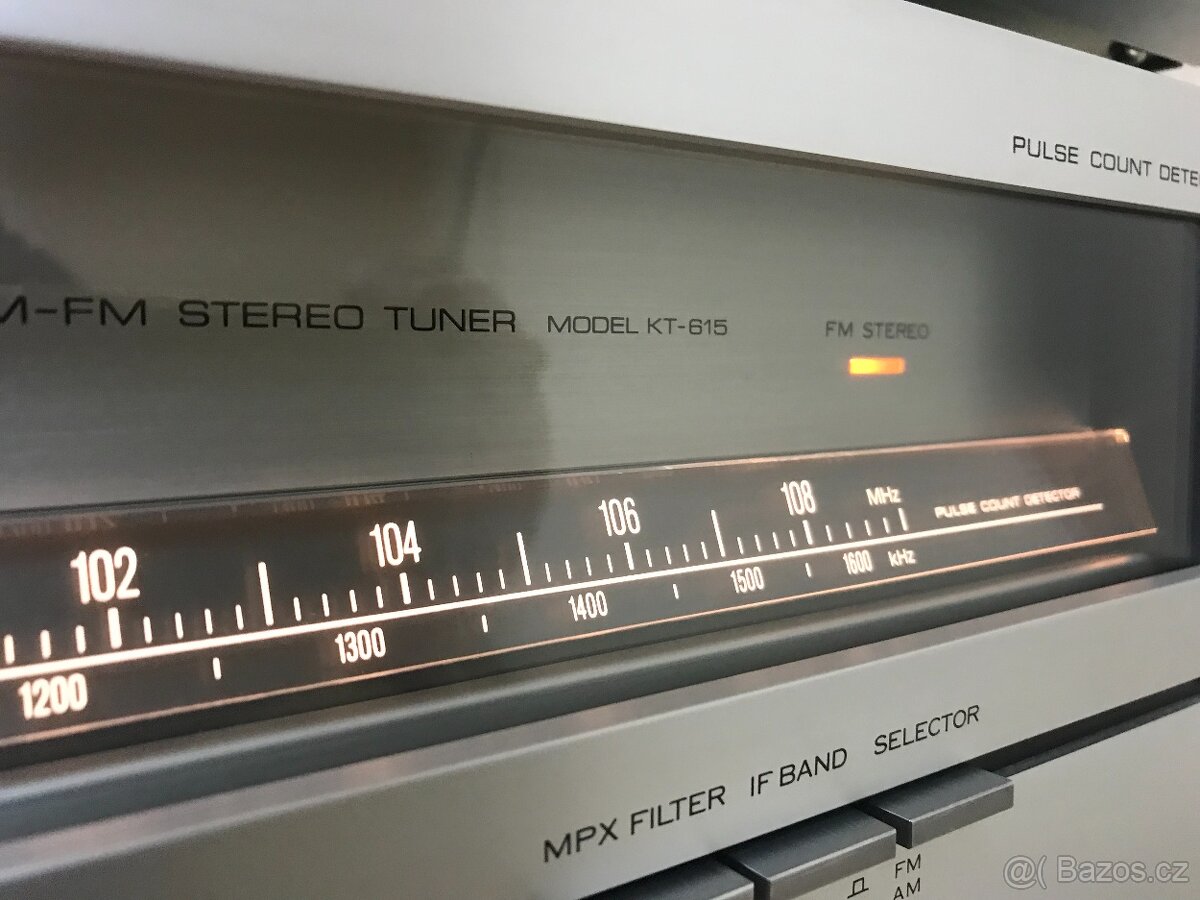 PULSE COUNT DETE
M-FM STEREO TUNER MODEL KT-615
FM STEREO
102 104 106 108 MHz
PULSE COUNT DETECTOR
1200 1300 1400 1500 1600 kHz
MPX FILTER IF BAND SELECTOR
FM
AM
@( Bazos.cz